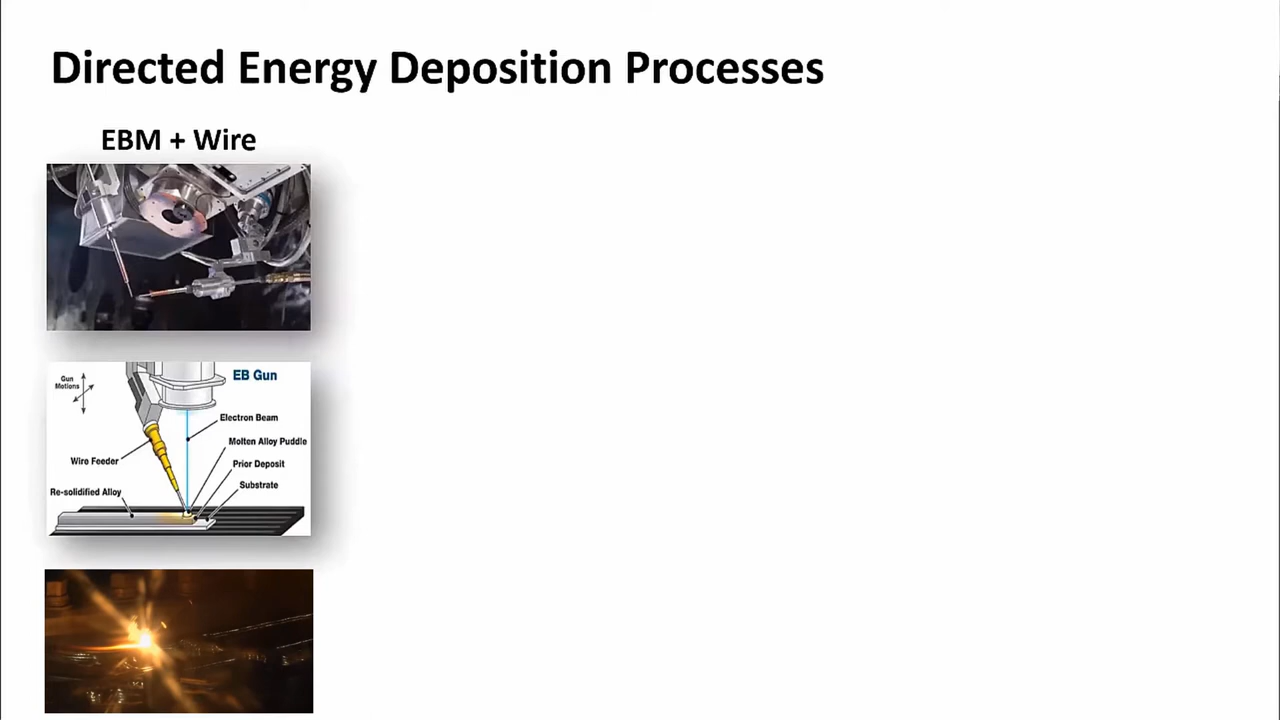 Directed Energy Deposition Processes
EBM + Wire
Gun
Motions
EB Gun
Electron Beam
Molten Alloy Puddle
Wire Feeder
Prior Deposit
Substrate
Re-solidified Alloy